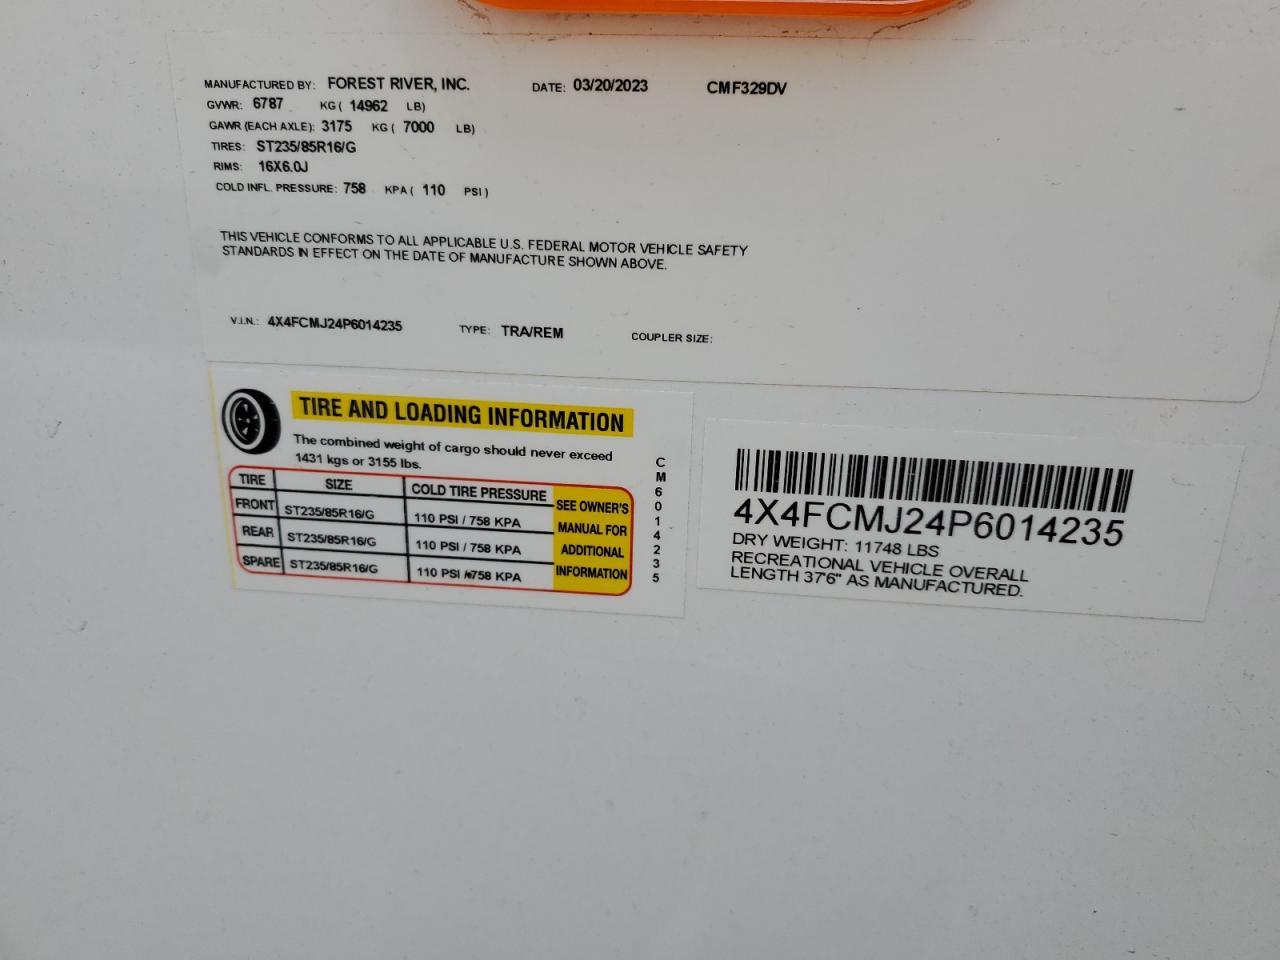 MANUFACTURED BY: FOREST RIVER, INC. DATE: 03/20/2023 CMF329DV
GVWR: 6787 KG( 14962 LB)
GAWR (EACH AXLE): 3175 KG( 7000 LB)
TIRES: ST235/85R16/G
RIMS: 16X6.0J
COLD INFL. PRESSURE: 758 KPA( 110 PSI)
THIS VEHICLE CONFORMS TO ALL APPLICABLE U.S. FEDERAL MOTOR VEHICLE SAFETY
STANDARDS IN EFFECT ON THE DATE OF MANUFACTURE SHOWN ABOVE.
V.I.N.: 4X4FCMJ24P6014235 TYPE: TRA/REM COUPLER SIZE:
TIRE AND LOADING INFORMATION
The combined weight of cargo should never exceed
1431 kgs or 3155 lbs.
TIRE SIZE COLD TIRE PRESSURE
FRONT ST235/85R16/G 110 PSI / 758 KPA
REAR ST235/85R16/G 110 PSI / 758 KPA
SPARE ST235/85R16/G 110 PSI / 758 KPA
SEE OWNER'S
MANUAL FOR
ADDITIONAL
INFORMATION
CM6014235
4X4FCMJ24P6014235
DRY WEIGHT: 11748 LBS
RECREATIONAL VEHICLE OVERALL
LENGTH 37'6" AS MANUFACTURED.